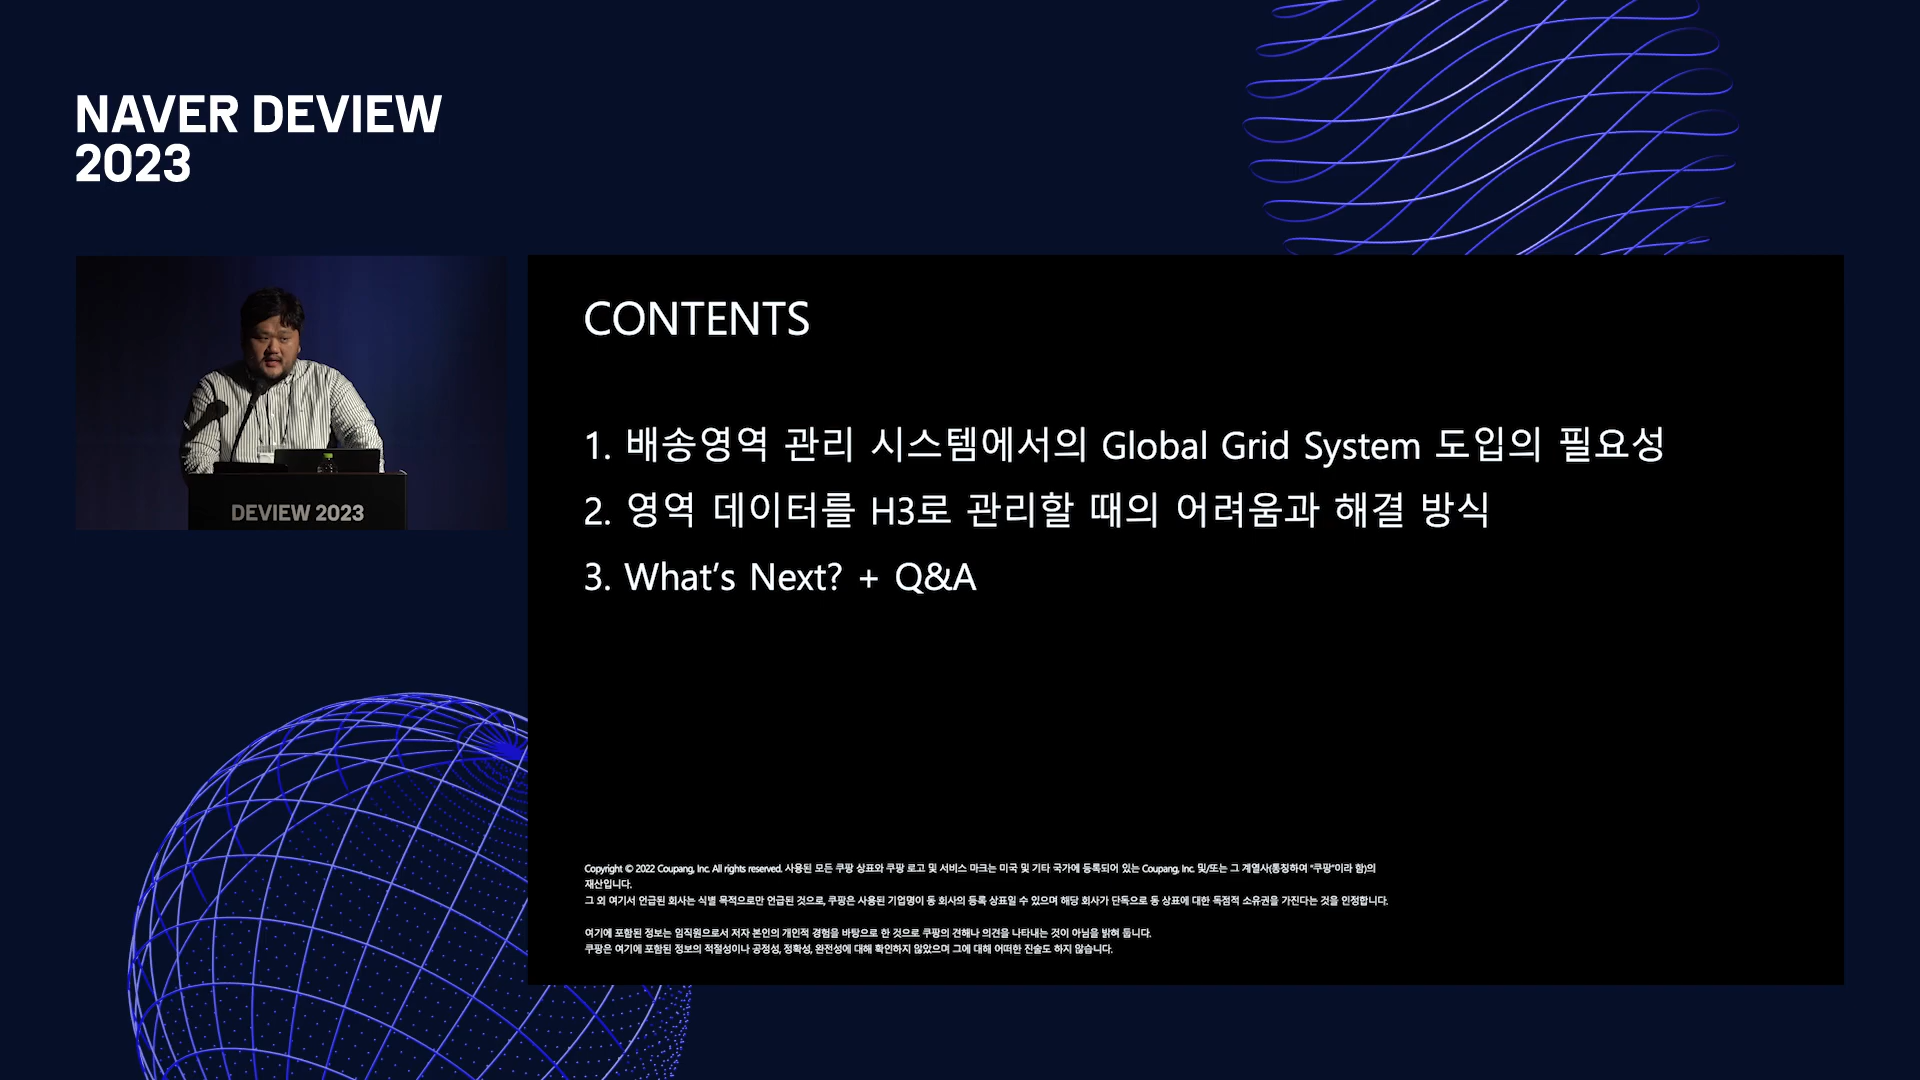 NAVER DEVIEW
2023
DEVIEW 2023
CONTENTS
1. 배송영역 관리 시스템에서의 Global Grid System 도입의 필요성
2. 영역 데이터를 H3로 관리할 때의 어려움과 해결 방식
3. What's Next? + Q&A
Copyright © 2022 Coupang, Inc. All rights reserved. 사용된 모든 쿠팡 상표와 쿠팡 로고 및 서비스 마크는 미국 및 기타 국가에 등록되어 있는 Coupang, Inc. 및/또는 그 계열사(통칭하여 "쿠팡"이라 함)의
재산입니다.
그 외 여기서 언급된 회사는 식별 목적으로만 언급된 것으로, 쿠팡은 사용된 기업명이 동 회사의 등록 상표일 수 있으며 해당 회사가 단독으로 동 상표에 대한 독점적 소유권을 가진다는 것을 인정합니다.
여기에 포함된 정보는 임직원으로서 저자 본인의 개인적 경험을 바탕으로 한 것으로 쿠팡의 견해나 의견을 나타내는 것이 아님을 밝혀 둡니다.
쿠팡은 여기에 포함된 정보의 적절성이나 공정성, 정확성, 완전성에 대해 확인하지 않았으며 그에 대해 어떠한 진술도 하지 않습니다.